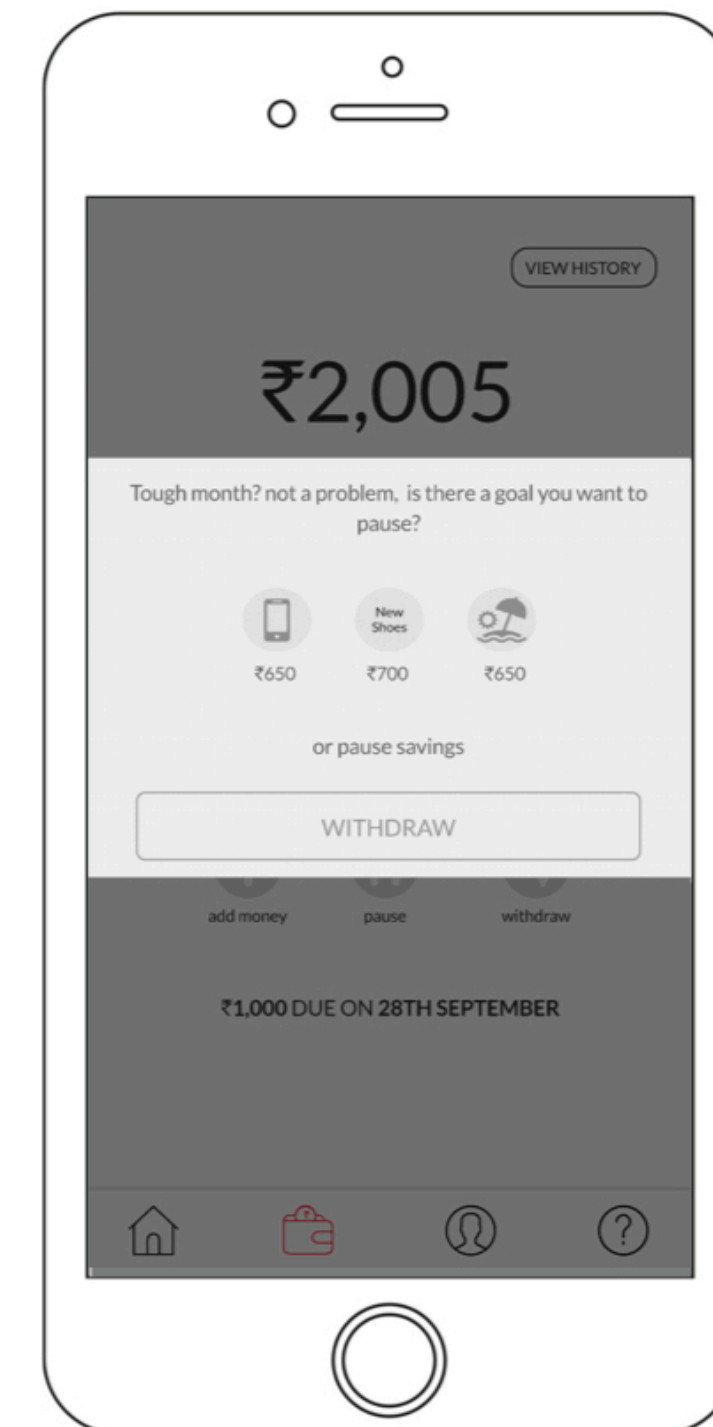 VIEW HISTORY
₹2,005
Tough month? not a problem, is there a goal you want to
pause?
New
Shoes
₹650 ₹700 ₹650
or pause savings
WITHDRAW
add money pause withdraw
₹1,000 DUE ON 28TH SEPTEMBER
?